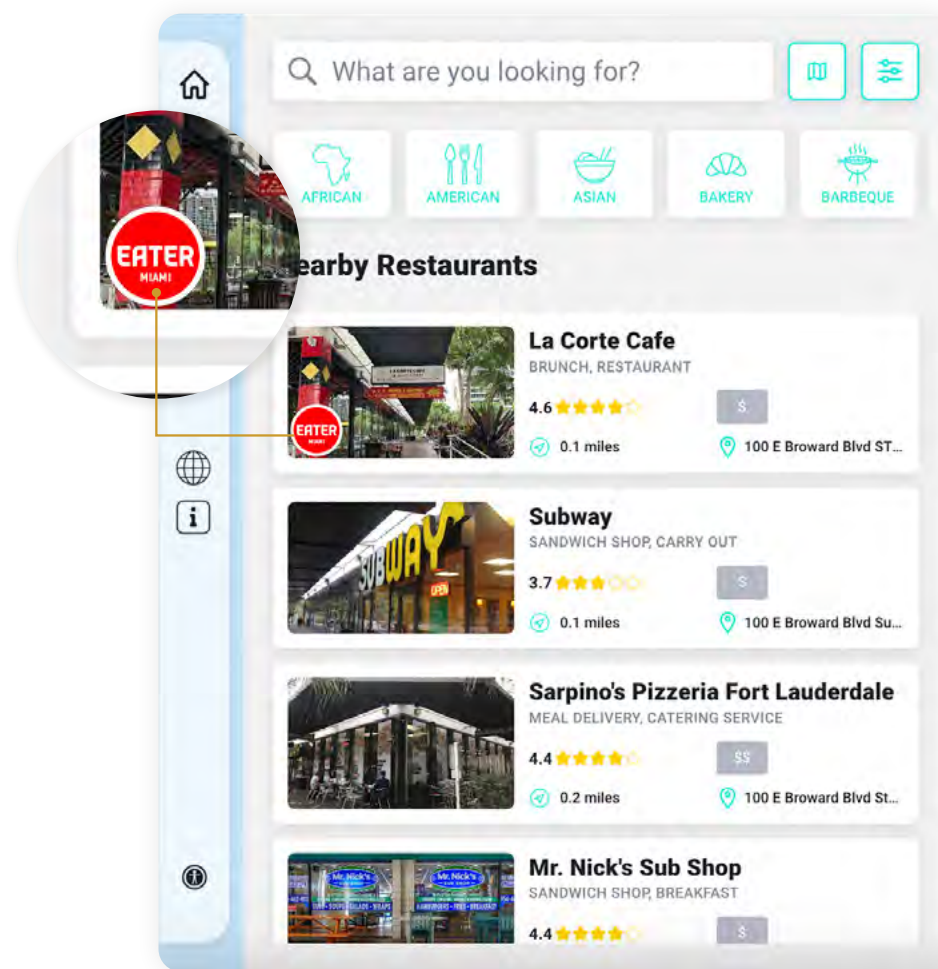 What are you looking for?
AFRICAN
AMERICAN
ASIAN
BAKERY
BARBEQUE
EATER
MIAMI
earby Restaurants
La Corte Cafe
BRUNCH, RESTAURANT
4.6
$
0.1 miles
100 E Broward Blvd ST...
EATER
MIAMI
Subway
SANDWICH SHOP, CARRY OUT
3.7
$
0.1 miles
100 E Broward Blvd Su...
SUBWAY
OPEN
Sarpino's Pizzeria Fort Lauderdale
MEAL DELIVERY, CATERING SERVICE
4.4
$$
0.2 miles
100 E Broward Blvd St...
Mr. Nick's Sub Shop
SANDWICH SHOP, BREAKFAST
4.4
$
Mr. Nick's
SUB SHOP
Mr. Nick's
SUB SHOP